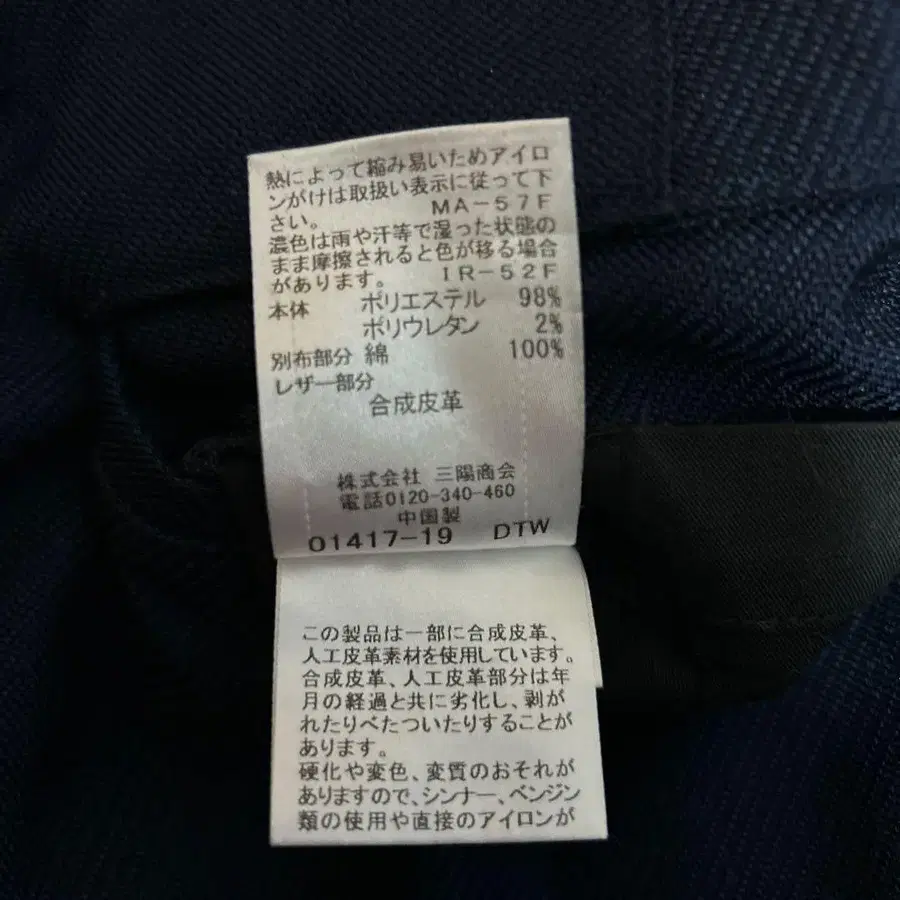 熱によって縮み易いためアイロ
ンがけは取扱い表示に従って下
さい。 MA-57F
濃色は雨や汗等で湿った状態の
まま摩擦されると色が移る場合
があります。 IR-52F
本体 ポリエステル 98%
ポリウレタン 2%
別布部分 綿 100%
レザー部分
合成皮革
株式会社 三陽商会
電話0120-340-460
中国製
01417-19 DTW
この製品は一部に合成皮革、
人工皮革素材を使用しています。
合成皮革、人工皮革部分は年
月の経過と共に劣化し、剥が
れたりべたついたりすることが
あります。
硬化や変色、変質のおそれが
ありますので、シンナー、ベンジン
類の使用や直接のアイロンが